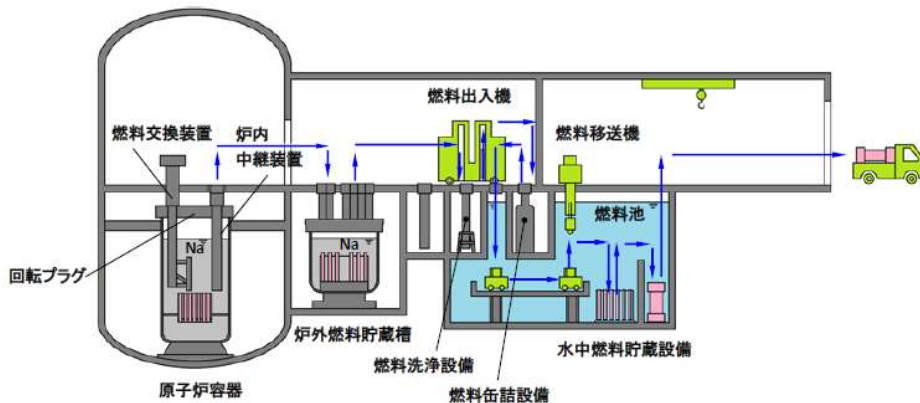 燃料出入機
燃料交換装置
炉内
中継装置
燃料移送機
燃料池
Na
Na
回転プラグ
炉外燃料貯蔵槽
燃料洗浄設備
水中燃料貯蔵設備
原子炉容器
燃料缶詰設備